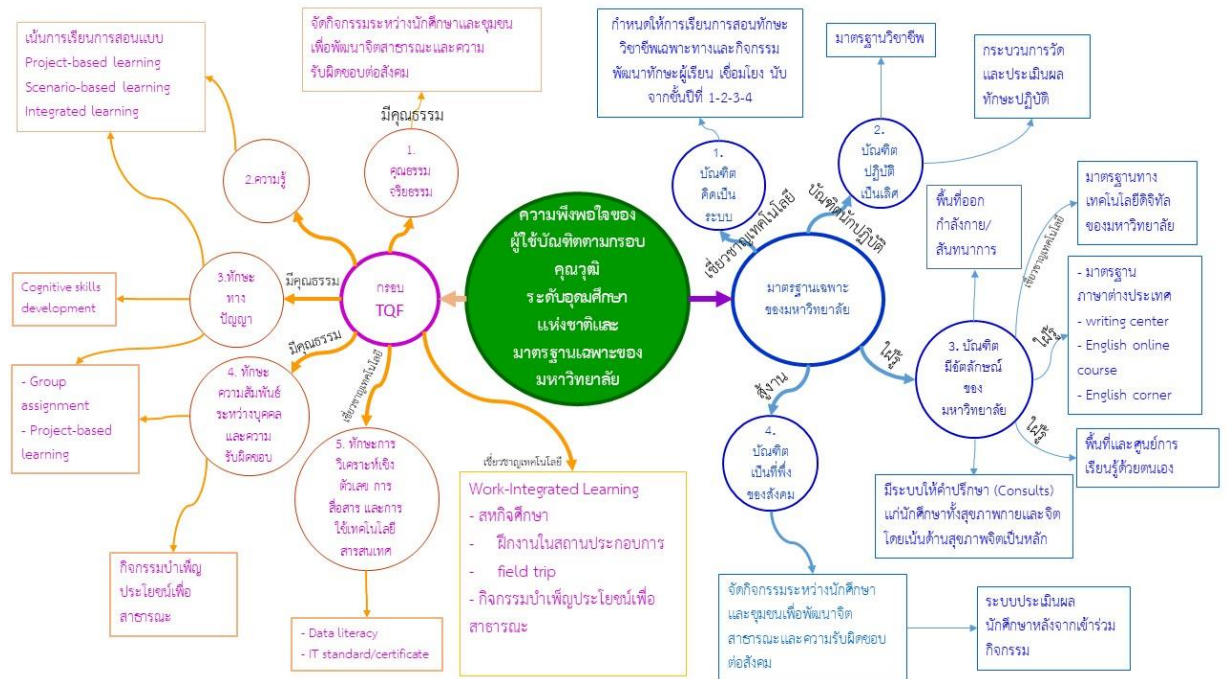 เน้นการเรียนการสอนแบบ
Project-based learning
Scenario-based learning
Integrated learning
จัดกิจกรรมระหว่างนักศึกษาและชุมชน
เพื่อพัฒนาจิตสาธารณะและความ
รับผิดชอบต่อสังคม
มีคุณธรรม
1.
คุณธรรม
จริยธรรม
2.ความรู้
3.ทักษะ
ทาง
ปัญญา
มีคุณธรรม
Cognitive skills
development
กรอบ
TQF
มีคุณธรรม
4. ทักษะ
ความสัมพันธ์
ระหว่างบุคคล
และความ
รับผิดชอบ
- Group
assignment
- Project-based
learning
กิจกรรมบำเพ็ญ
ประโยชน์เพื่อ
สาธารณะ
เชี่ยวชาญเทคโนโลยี
5. ทักษะการ
วิเคราะห์เชิง
ตัวเลข การ
สื่อสาร และการ
ใช้เทคโนโลยี
สารสนเทศ
- Data literacy
- IT standard/certificate
เชี่ยวชาญเทคโนโลยี
Work-Integrated Learning
- สหกิจศึกษา
- ฝึกงานในสถานประกอบการ
- field trip
- กิจกรรมบำเพ็ญประโยชน์เพื่อ
สาธารณะ
ความพึงพอใจของ
ผู้ใช้บัณฑิตตามกรอบ
คุณวุฒิ
ระดับอุดมศึกษา
แห่งชาติและ
มาตรฐานเฉพาะของ
มหาวิทยาลัย
มาตรฐานเฉพาะ
ของมหาวิทยาลัย
กำหนดให้การเรียนการสอนทักษะ
วิชาชีพเฉพาะทางและกิจกรรม
พัฒนาทักษะผู้เรียน เชื่อมโยง นับ
จากชั้นปีที่ 1-2-3-4
1.
บัณฑิต
คิดเป็น
ระบบ
เชี่ยวชาญเทคโนโลยี
มาตรฐานวิชาชีพ
2.
บัณฑิต
ปฏิบัติ
เป็นเลิศ
บัณฑิตนักปฏิบัติ
กระบวนการวัด
และประเมินผล
ทักษะปฏิบัติ
พื้นที่ออก
กำลังกาย/
สันทนาการ
มาตรฐานทาง
เทคโนโลยีดิจิทัล
ของมหาวิทยาลัย
เชี่ยวชาญเทคโนโลยี
ใฝ่รู้
3. บัณฑิต
มีอัตลักษณ์
ของ
มหาวิทยาลัย
ใฝ่รู้
- มาตรฐาน
ภาษาต่างประเทศ
- writing center
- English online
course
- English corner
ใฝ่รู้
พื้นที่และศูนย์การ
เรียนรู้ด้วยตนเอง
มีระบบให้คำปรึกษา (Consults)
แก่นักศึกษาทั้งสุขภาพกายและจิต
โดยเน้นด้านสุขภาพจิตเป็นหลัก
สู้งาน
4.
บัณฑิต
เป็นที่พึ่ง
ของสังคม
จัดกิจกรรมระหว่างนักศึกษา
และชุมชนเพื่อพัฒนาจิต
สาธารณะและความรับผิดชอบ
ต่อสังคม
ระบบประเมินผล
นักศึกษาหลังจากเข้าร่วม
กิจกรรม